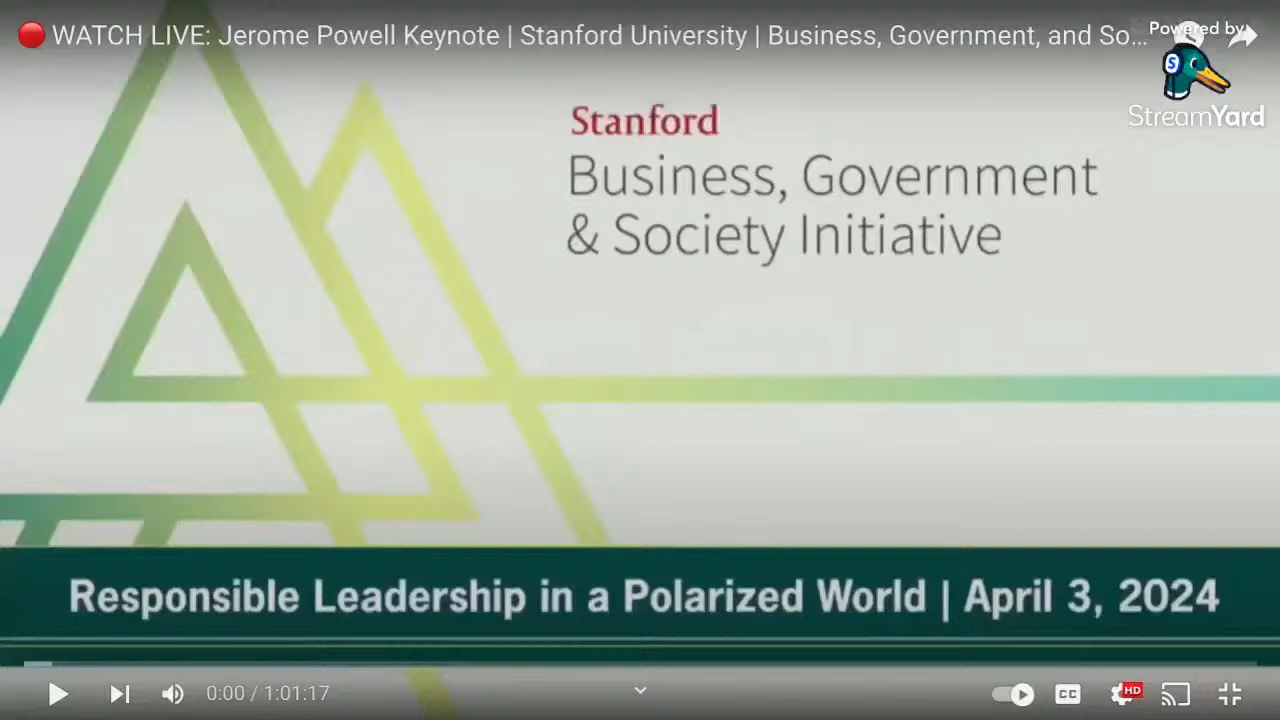 🔴 WATCH LIVE: Jerome Powell Keynote | Stanford University | Business, Government, and So...
Powered by
StreamYard
Stanford
Business, Government
& Society Initiative
Responsible Leadership in a Polarized World | April 3, 2024
0:00 / 1:01:17
CC
HD